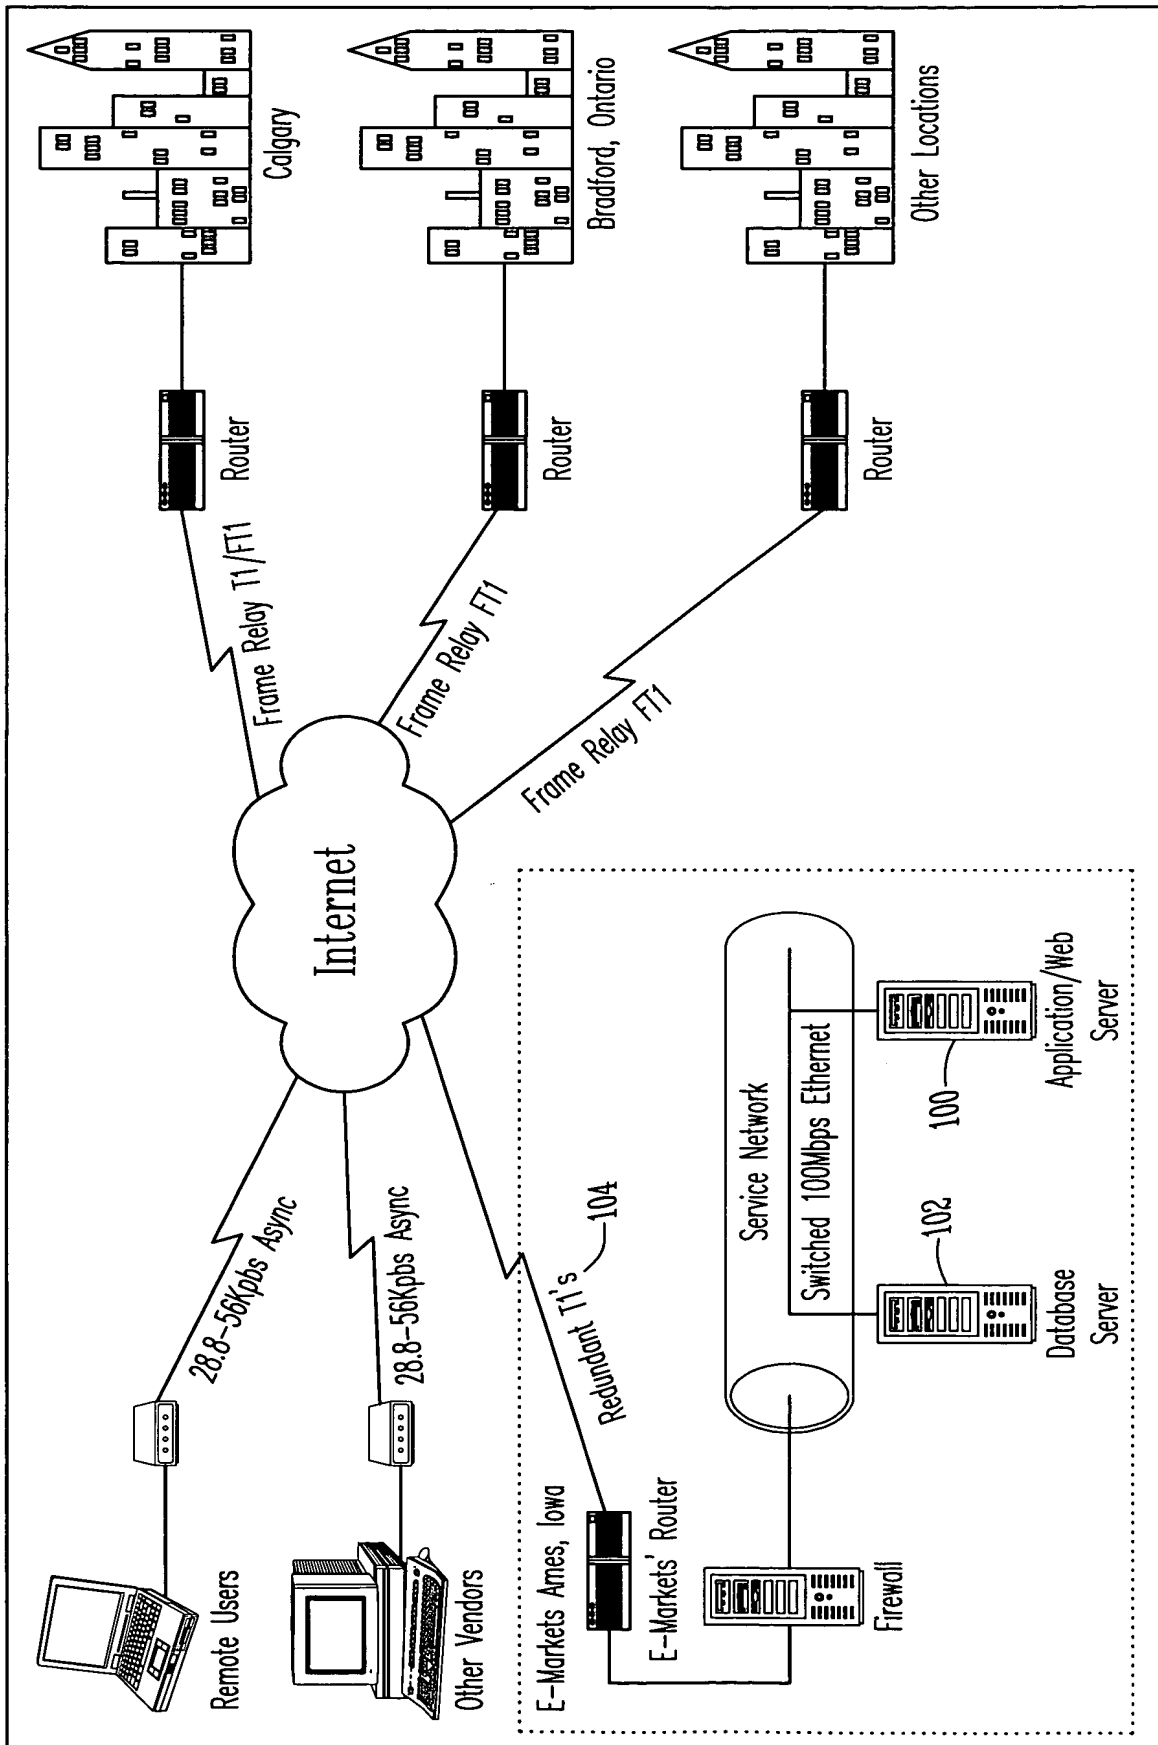 Remote Users
28.8-56Kpbs Async
Other Vendors
28.8-56Kpbs Async
Internet
Frame Relay T1/FT1
Router
Calgary
Frame Relay FT1
Router
Bradford, Ontario
Frame Relay FT1
Router
Other Locations
E-Markets Ames, Iowa
E-Markets' Router
Redundant T1's
104
Firewall
Service Network
Switched 100Mbps Ethernet
102
100
Database
Server
Application/Web
Server